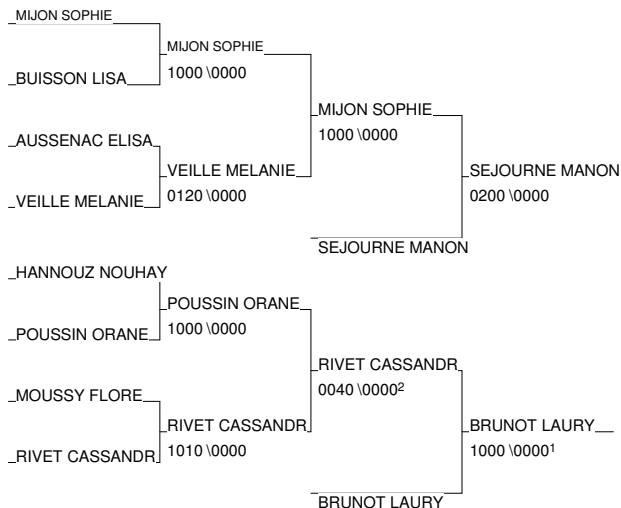 MIJON SOPHIE
MIJON SOPHIE
BUISSON LISA
1000 \0000
MIJON SOPHIE
1000 \0000
AUSSENAC ELISA
VEILLE MELANIE
0120 \0000
VEILLE MELANIE
SEJOURNE MANON
0200 \0000
SEJOURNE MANON
HANNOUZ NOUHAY
POUSSIN ORANE
1000 \0000
POUSSIN ORANE
RIVET CASSANDR
0040 \0000²
MOUSSY FLORE
RIVET CASSANDR
1010 \0000
RIVET CASSANDR
BRUNOT LAURY
1000 \0000¹
BRUNOT LAURY